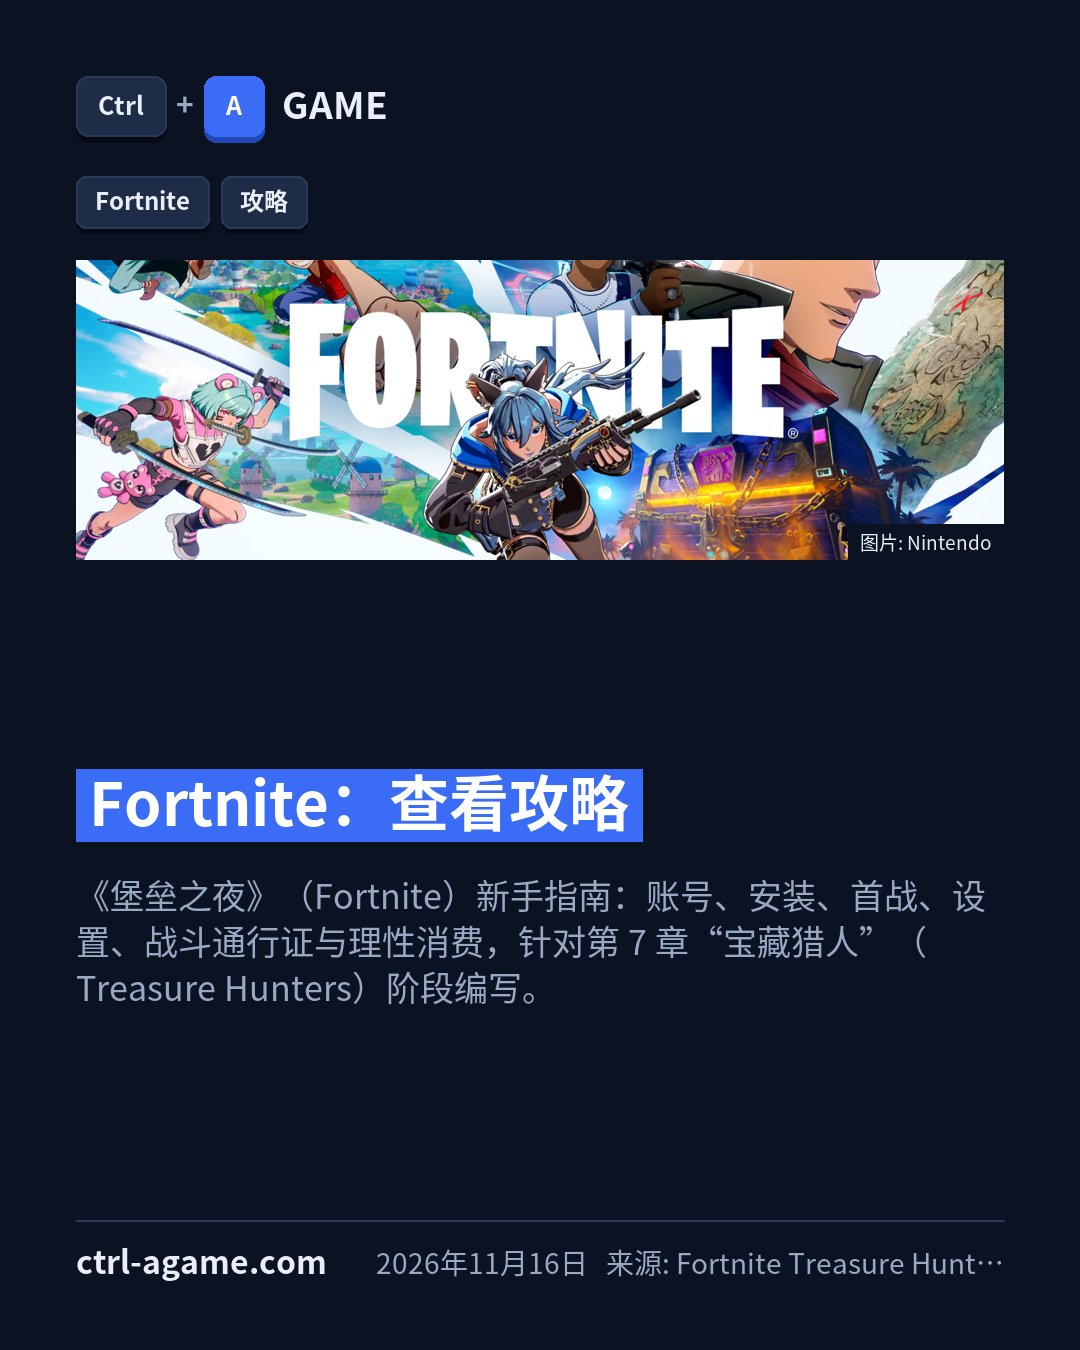 Ctrl + A GAME
Fortnite 攻略
FORTNITE
®
图片: Nintendo
Fortnite：查看攻略
《堡垒之夜》（Fortnite）新手指南：账号、安装、首战、设
置、战斗通行证与理性消费，针对第 7 章“宝藏猎人”（
Treasure Hunters）阶段编写。
ctrl-agame.com 2026年11月16日 来源: Fortnite Treasure Hunt…